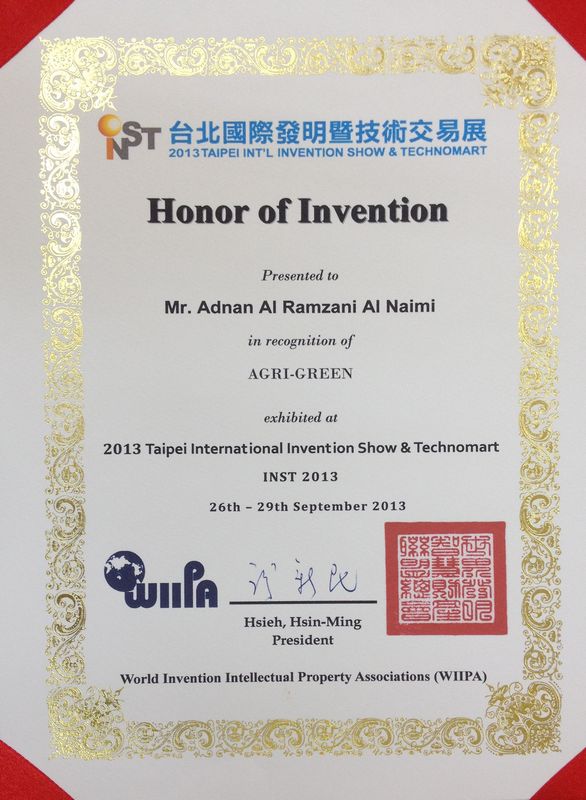 INST 台北國際發明暨技術交易展
2013 TAIPEI INT'L INVENTION SHOW & TECHNOMART
Honor of Invention
Presented to
Mr. Adnan Al Ramzani Al Naimi
in recognition of
AGRI-GREEN
exhibited at
2013 Taipei International Invention Show & Technomart
INST 2013
26th – 29th September 2013
WIIPA
Hsieh, Hsin-Ming
President
World Invention Intellectual Property Associations (WIIPA)